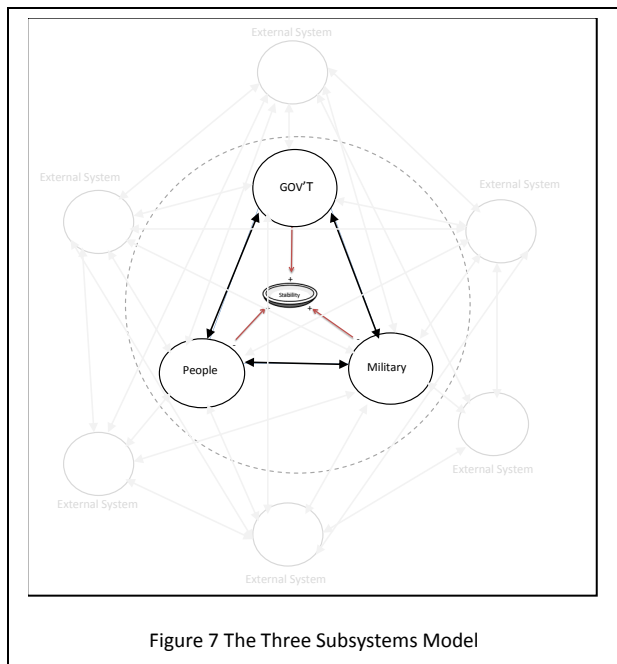 External System
External System
External System
GOV'T
+
Stability
- +
- -
People
Military
External System
External System
External System
Figure 7 The Three Subsystems Model